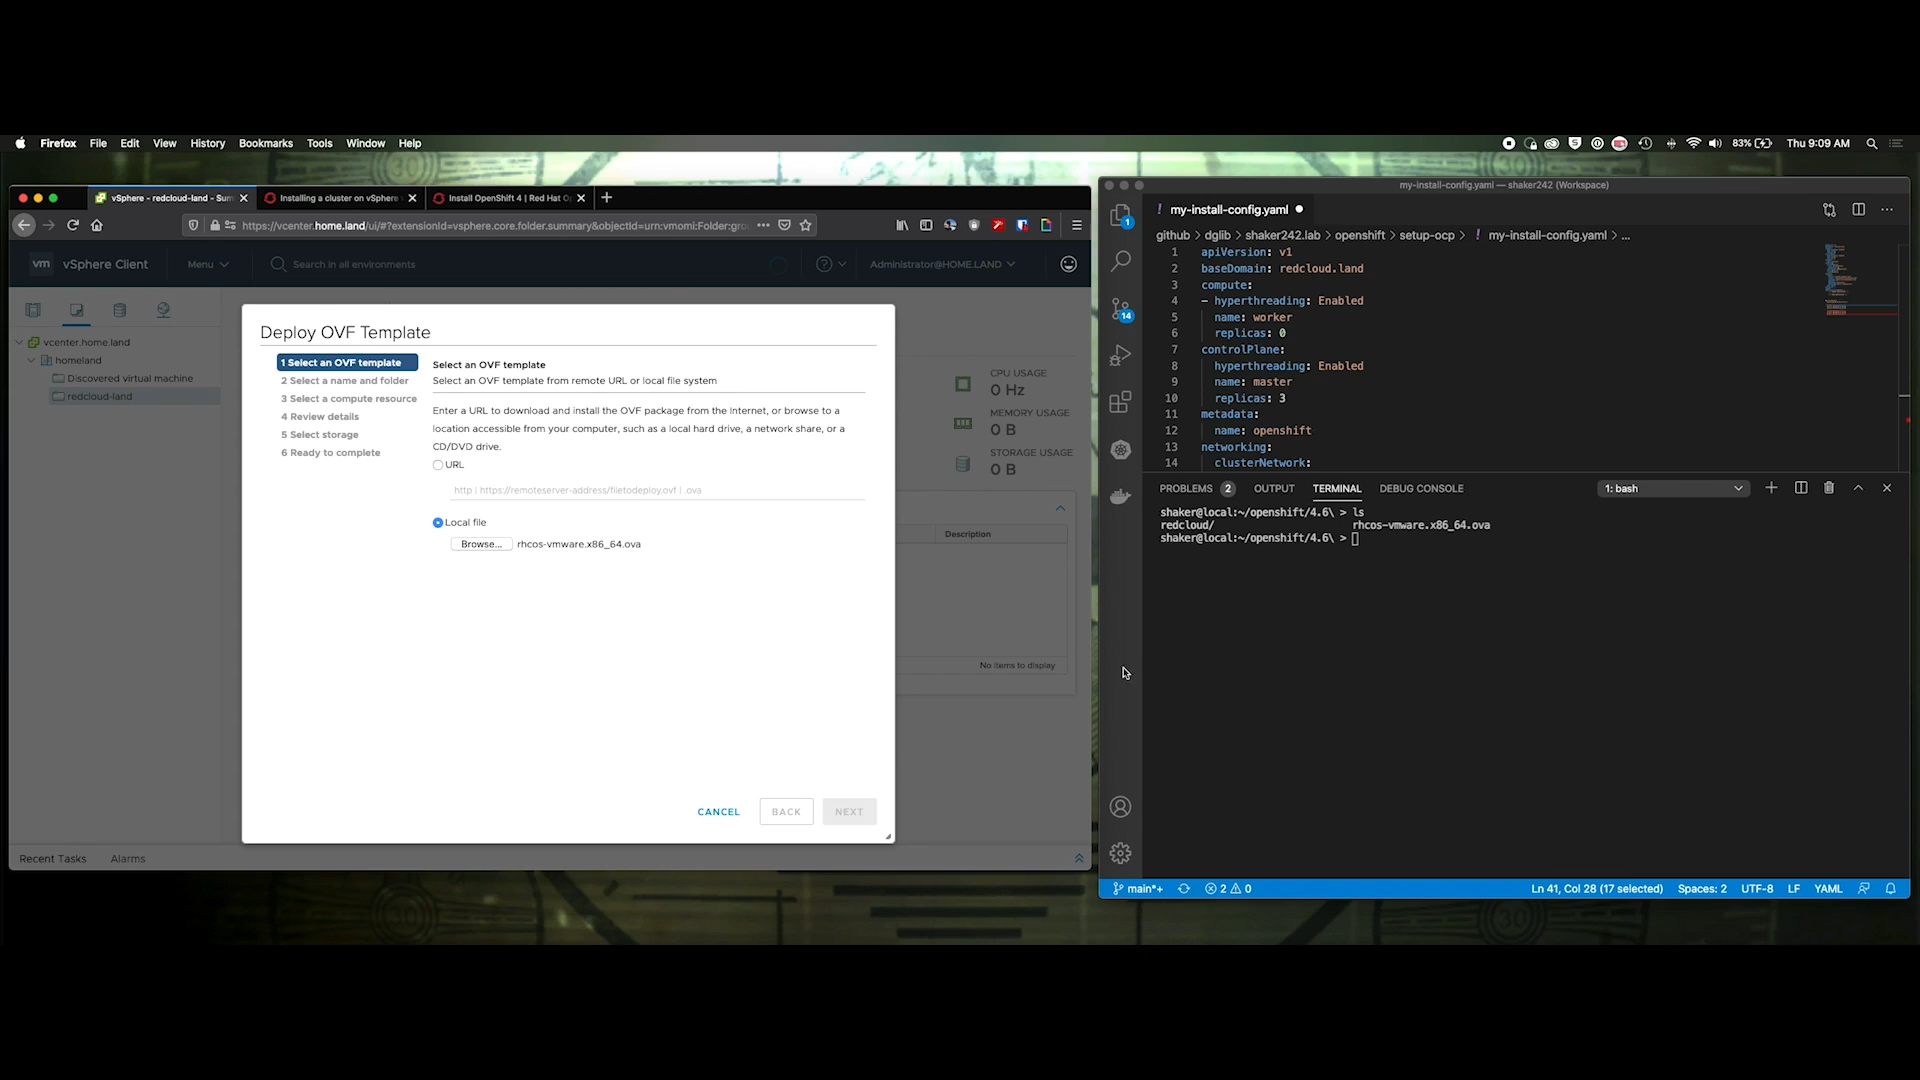 Firefox File Edit View History Bookmarks Tools Window Help
83% Thu 9:09 AM
vSphere - redcloud-land - Sum
Installing a cluster on vSphere
Install OpenShift 4 | Red Hat O
https://vcenter.home.land/ui/#?extensionId=vsphere.core.folder.summary&objectId=urn:vmomi:Folder:gro
vm vSphere Client Menu Search in all environments Administrator@HOME.LAND
vcenter.home.land
homeland
Discovered virtual machine
redcloud-land
Deploy OVF Template
1 Select an OVF template
2 Select a name and folder
3 Select a compute resource
4 Review details
5 Select storage
6 Ready to complete
Select an OVF template
Select an OVF template from remote URL or local file system
Enter a URL to download and install the OVF package from the Internet, or browse to a
location accessible from your computer, such as a local hard drive, a network share, or a
CD/DVD drive.
URL
http | https://remoteserver-address/filetodeploy.ovf | .ova
Local file
Browse... rhcos-vmware.x86_64.ova
CANCEL BACK NEXT
CPU USAGE
0 Hz
MEMORY USAGE
0 B
STORAGE USAGE
0 B
Description
No items to display
Recent Tasks Alarms
my-install-config.yaml — shaker242 (Workspace)
! my-install-config.yaml
github > dglib > shaker242.lab > openshift > setup-ocp > ! my-install-config.yaml > ...
1
14
1 apiVersion: v1
2 baseDomain: redcloud.land
3 compute:
4 - hyperthreading: Enabled
5 name: worker
6 replicas: 0
7 controlPlane:
8 hyperthreading: Enabled
9 name: master
10 replicas: 3
11 metadata:
12 name: openshift
13 networking:
14 clusterNetwork:
PROBLEMS 2 OUTPUT TERMINAL DEBUG CONSOLE 1: bash
shaker@local:~/openshift/4.6\ > ls
redcloud/ rhcos-vmware.x86_64.ova
shaker@local:~/openshift/4.6\ >
main*+ 2 0 Ln 41, Col 28 (17 selected) Spaces: 2 UTF-8 LF YAML